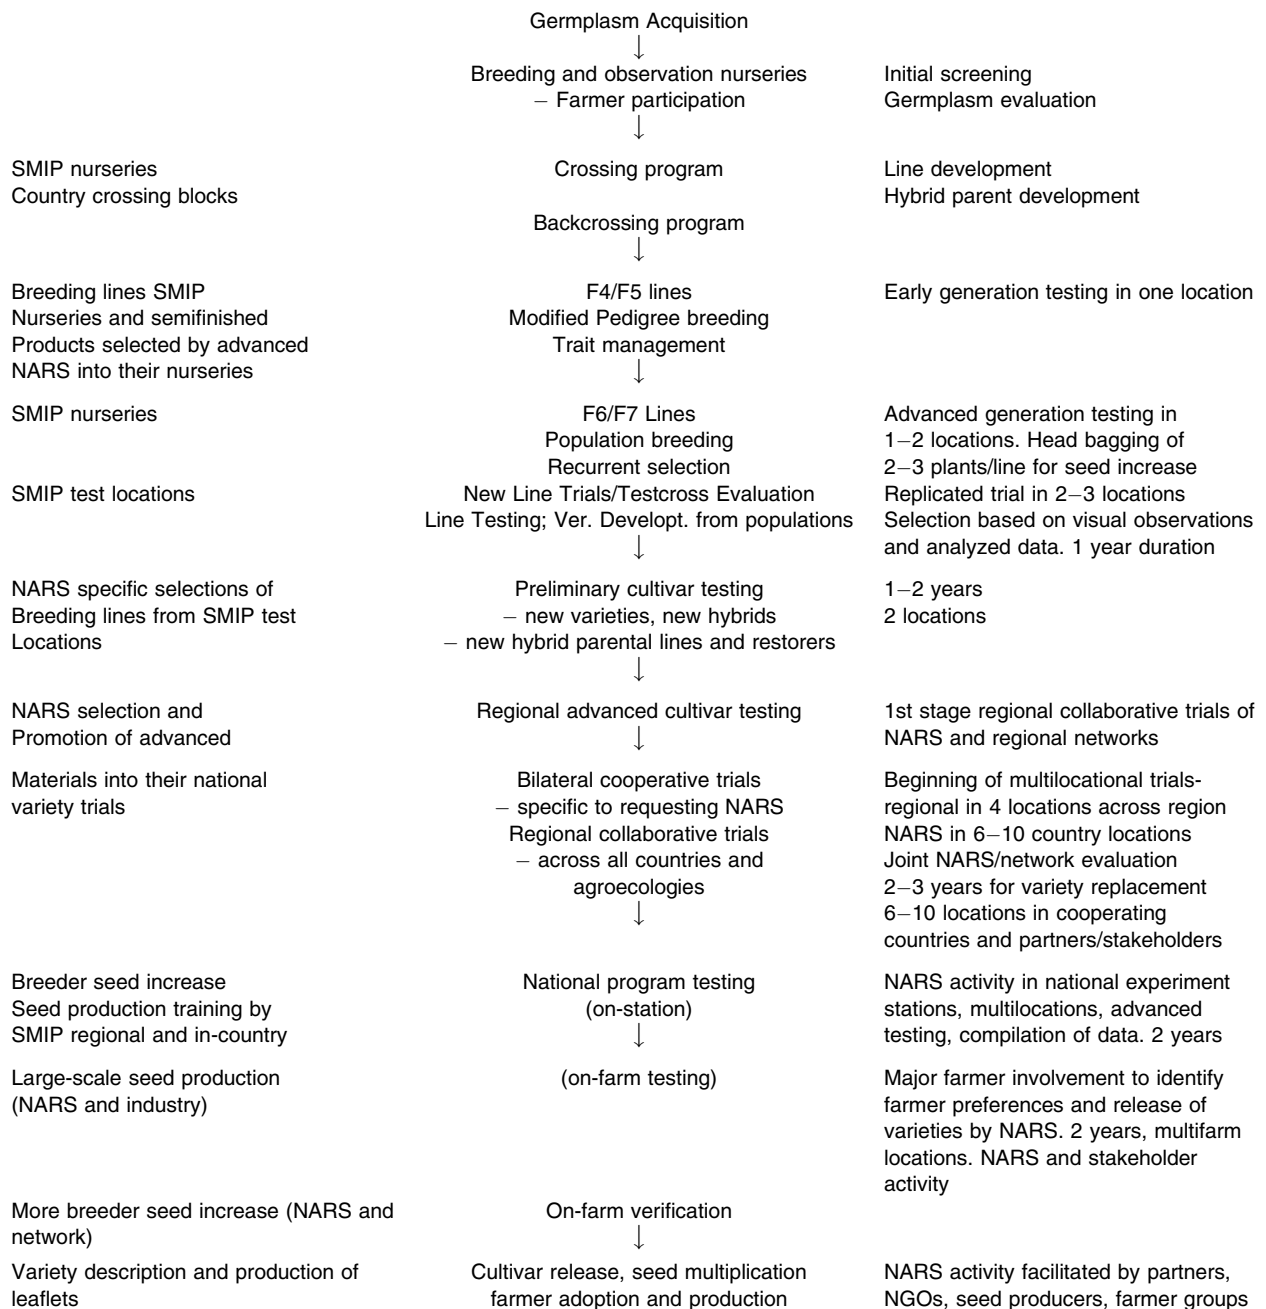 Germplasm Acquisition
↓
Breeding and observation nurseries Initial screening
– Farmer participation Germplasm evaluation
↓
SMIP nurseries Crossing program Line development
Country crossing blocks Hybrid parent development
Backcrossing program
↓
Breeding lines SMIP F4/F5 lines Early generation testing in one location
Nurseries and semifinished Modified Pedigree breeding
Products selected by advanced Trait management
NARS into their nurseries ↓
SMIP nurseries F6/F7 Lines Advanced generation testing in
Population breeding 1–2 locations. Head bagging of
Recurrent selection 2–3 plants/line for seed increase
SMIP test locations New Line Trials/Testcross Evaluation Replicated trial in 2–3 locations
Line Testing; Ver. Developt. from populations Selection based on visual observations
↓ and analyzed data. 1 year duration
NARS specific selections of Preliminary cultivar testing 1–2 years
Breeding lines from SMIP test – new varieties, new hybrids 2 locations
Locations – new hybrid parental lines and restorers
↓
NARS selection and Regional advanced cultivar testing 1st stage regional collaborative trials of
Promotion of advanced ↓ NARS and regional networks
Materials into their national Bilateral cooperative trials Beginning of multilocational trials-
variety trials – specific to requesting NARS regional in 4 locations across region
Regional collaborative trials NARS in 6–10 country locations
– across all countries and Joint NARS/network evaluation
agroecologies 2–3 years for variety replacement
↓ 6–10 locations in cooperating
countries and partners/stakeholders
Breeder seed increase National program testing NARS activity in national experiment
Seed production training by (on-station) stations, multilocations, advanced
SMIP regional and in-country ↓ testing, compilation of data. 2 years
Large-scale seed production (on-farm testing) Major farmer involvement to identify
(NARS and industry) farmer preferences and release of
varieties by NARS. 2 years, multifarm
locations. NARS and stakeholder
activity
More breeder seed increase (NARS and On-farm verification
network) ↓
Variety description and production of Cultivar release, seed multiplication NARS activity facilitated by partners,
leaflets farmer adoption and production NGOs, seed producers, farmer groups